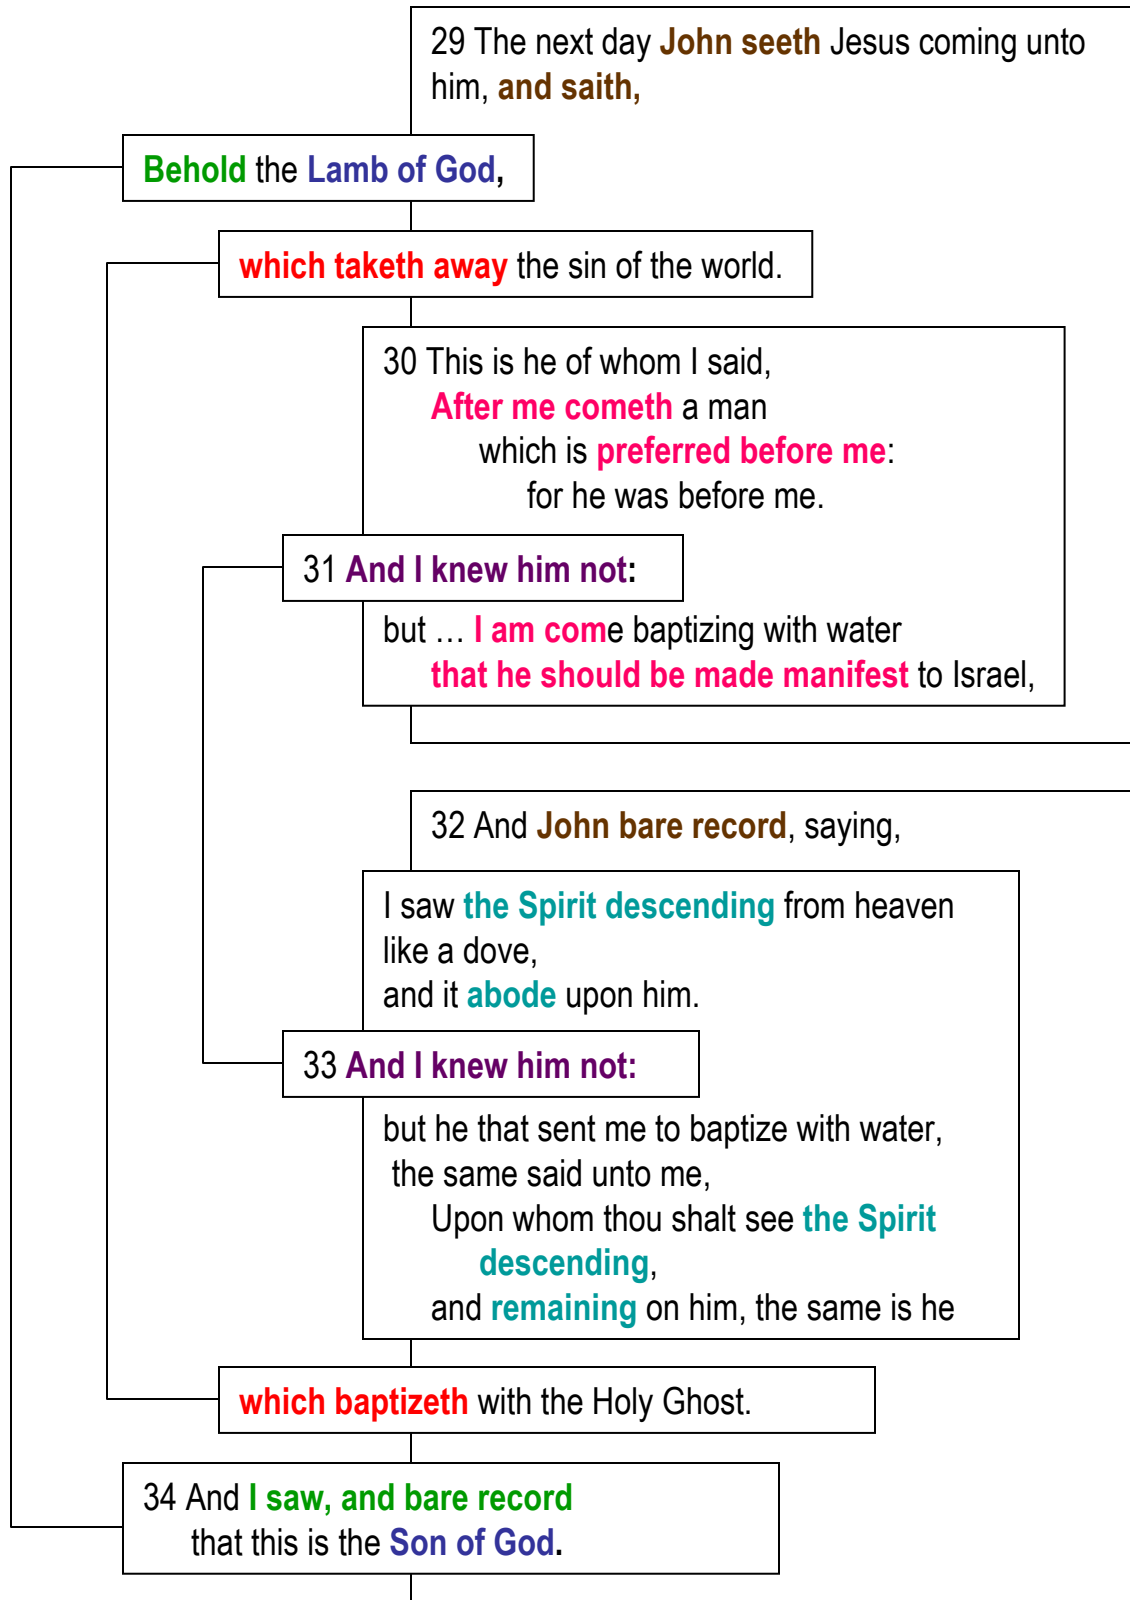 29 The next day John seeth Jesus coming unto
him, and saith,
Behold the Lamb of God,
which taketh away the sin of the world.
30 This is he of whom I said,
After me cometh a man
which is preferred before me:
for he was before me.
31 And I knew him not:
but … I am come baptizing with water
that he should be made manifest to Israel,
32 And John bare record, saying,
I saw the Spirit descending from heaven
like a dove,
and it abode upon him.
33 And I knew him not:
but he that sent me to baptize with water,
the same said unto me,
Upon whom thou shalt see the Spirit
descending,
and remaining on him, the same is he
which baptizeth with the Holy Ghost.
34 And I saw, and bare record
that this is the Son of God.